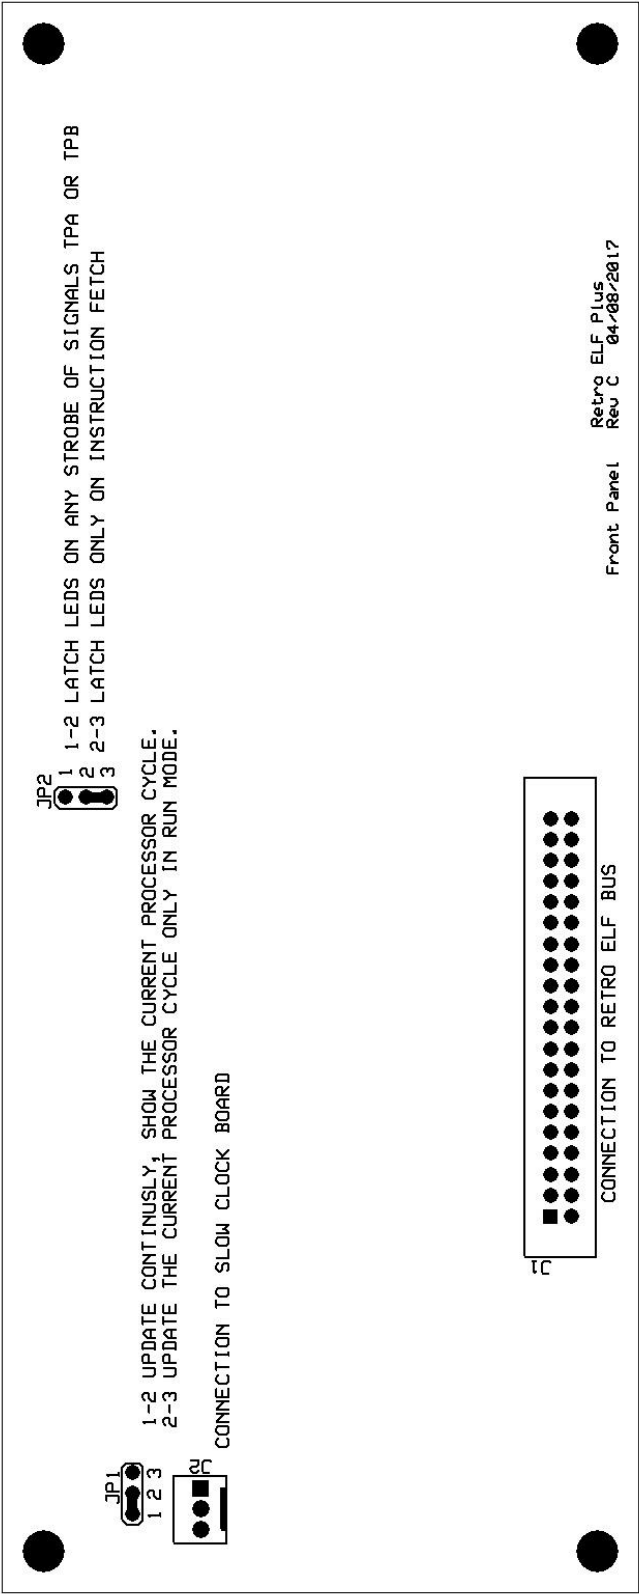 JP2
1
2
3
1-2 LATCH LEDS ON ANY STROBE OF SIGNALS TPA OR TPB
2-3 LATCH LEDS ONLY ON INSTRUCTION FETCH
JP1
1 2 3
1-2 UPDATE CONTINUSLY, SHOW THE CURRENT PROCESSOR CYCLE.
2-3 UPDATE THE CURRENT PROCESSOR CYCLE ONLY IN RUN MODE.
J2
CONNECTION TO SLOW CLOCK BOARD
J1
CONNECTION TO RETRO ELF BUS
Retro ELF Plus
Front Panel Rev C 04/08/2017